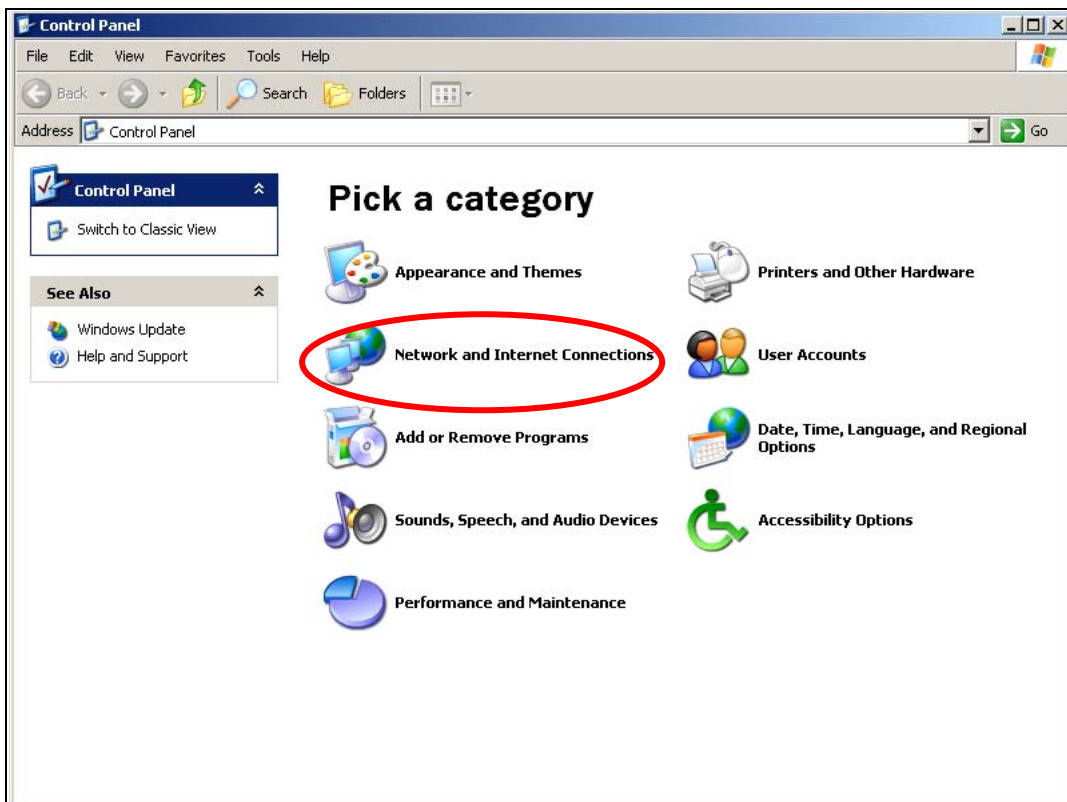 Control Panel
File Edit View Favorites Tools Help
Back Search Folders
Address Control Panel Go
Control Panel
Switch to Classic View
See Also
Windows Update
Help and Support
Pick a category
Appearance and Themes
Printers and Other Hardware
Network and Internet Connections
User Accounts
Add or Remove Programs
Date, Time, Language, and Regional
Options
Sounds, Speech, and Audio Devices
Accessibility Options
Performance and Maintenance